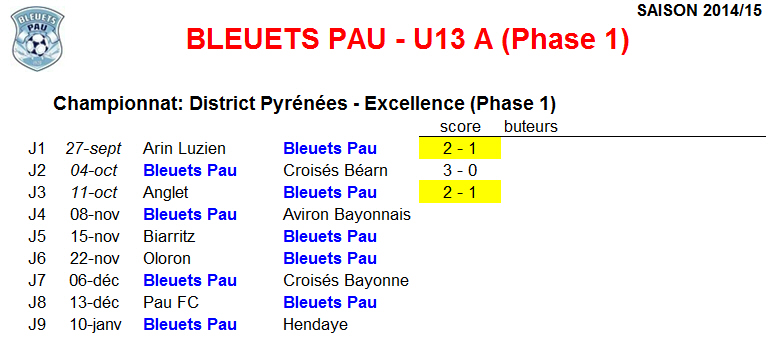 SAISON 2014/15
BLEUETS
PAU
BLEUETS PAU - U13 A (Phase 1)
Championnat: District Pyrénées - Excellence (Phase 1)
score buteurs
J1 27-sept Arin Luzien Bleuets Pau 2 - 1
J2 04-oct Bleuets Pau Croisés Béarn 3 - 0
J3 11-oct Anglet Bleuets Pau 2 - 1
J4 08-nov Bleuets Pau Aviron Bayonnais
J5 15-nov Biarritz Bleuets Pau
J6 22-nov Oloron Bleuets Pau
J7 06-déc Bleuets Pau Croisés Bayonne
J8 13-déc Pau FC Bleuets Pau
J9 10-janv Bleuets Pau Hendaye